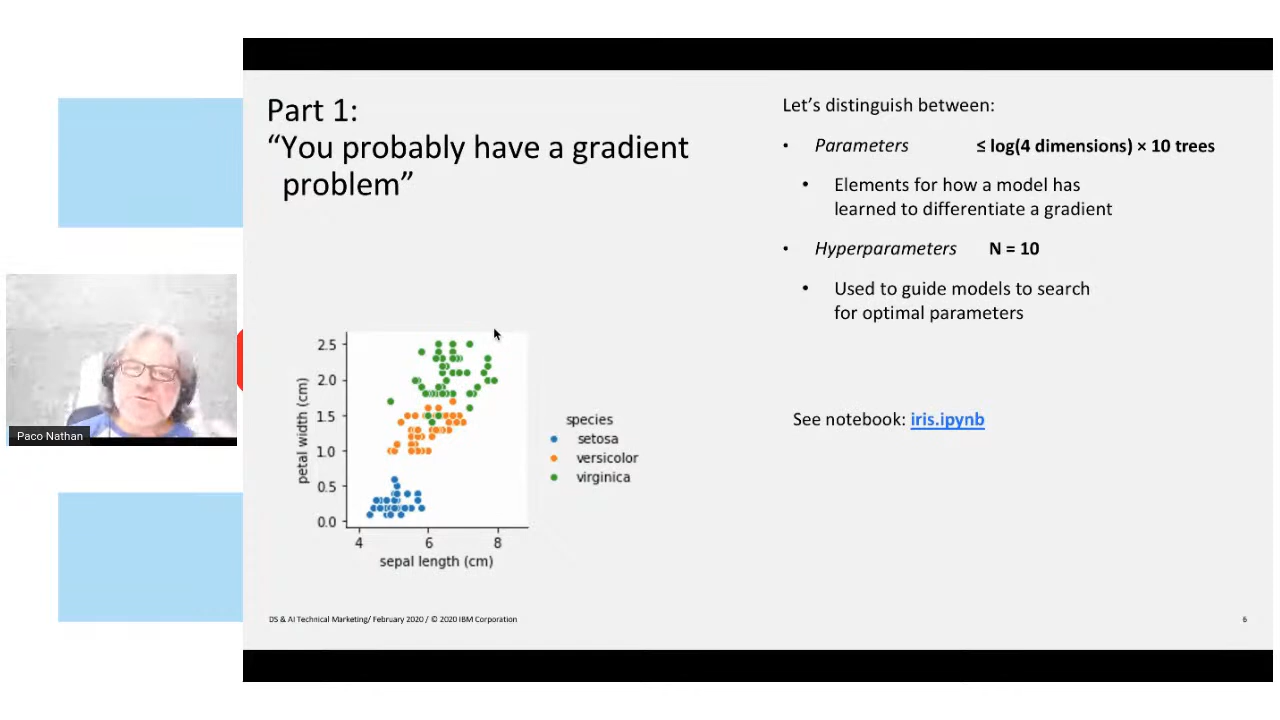 Part 1:
“You probably have a gradient
problem”
Let’s distinguish between:
• Parameters ≤ log(4 dimensions) × 10 trees
• Elements for how a model has
learned to differentiate a gradient
• Hyperparameters N = 10
• Used to guide models to search
for optimal parameters
See notebook: iris.ipynb
2.5
2.0
1.5
1.0
0.5
0.0
petal width (cm)
4 6 8
sepal length (cm)
species
setosa
versicolor
virginica
Paco Nathan
DS & AI Technical Marketing/ February 2020 / © 2020 IBM Corporation
6